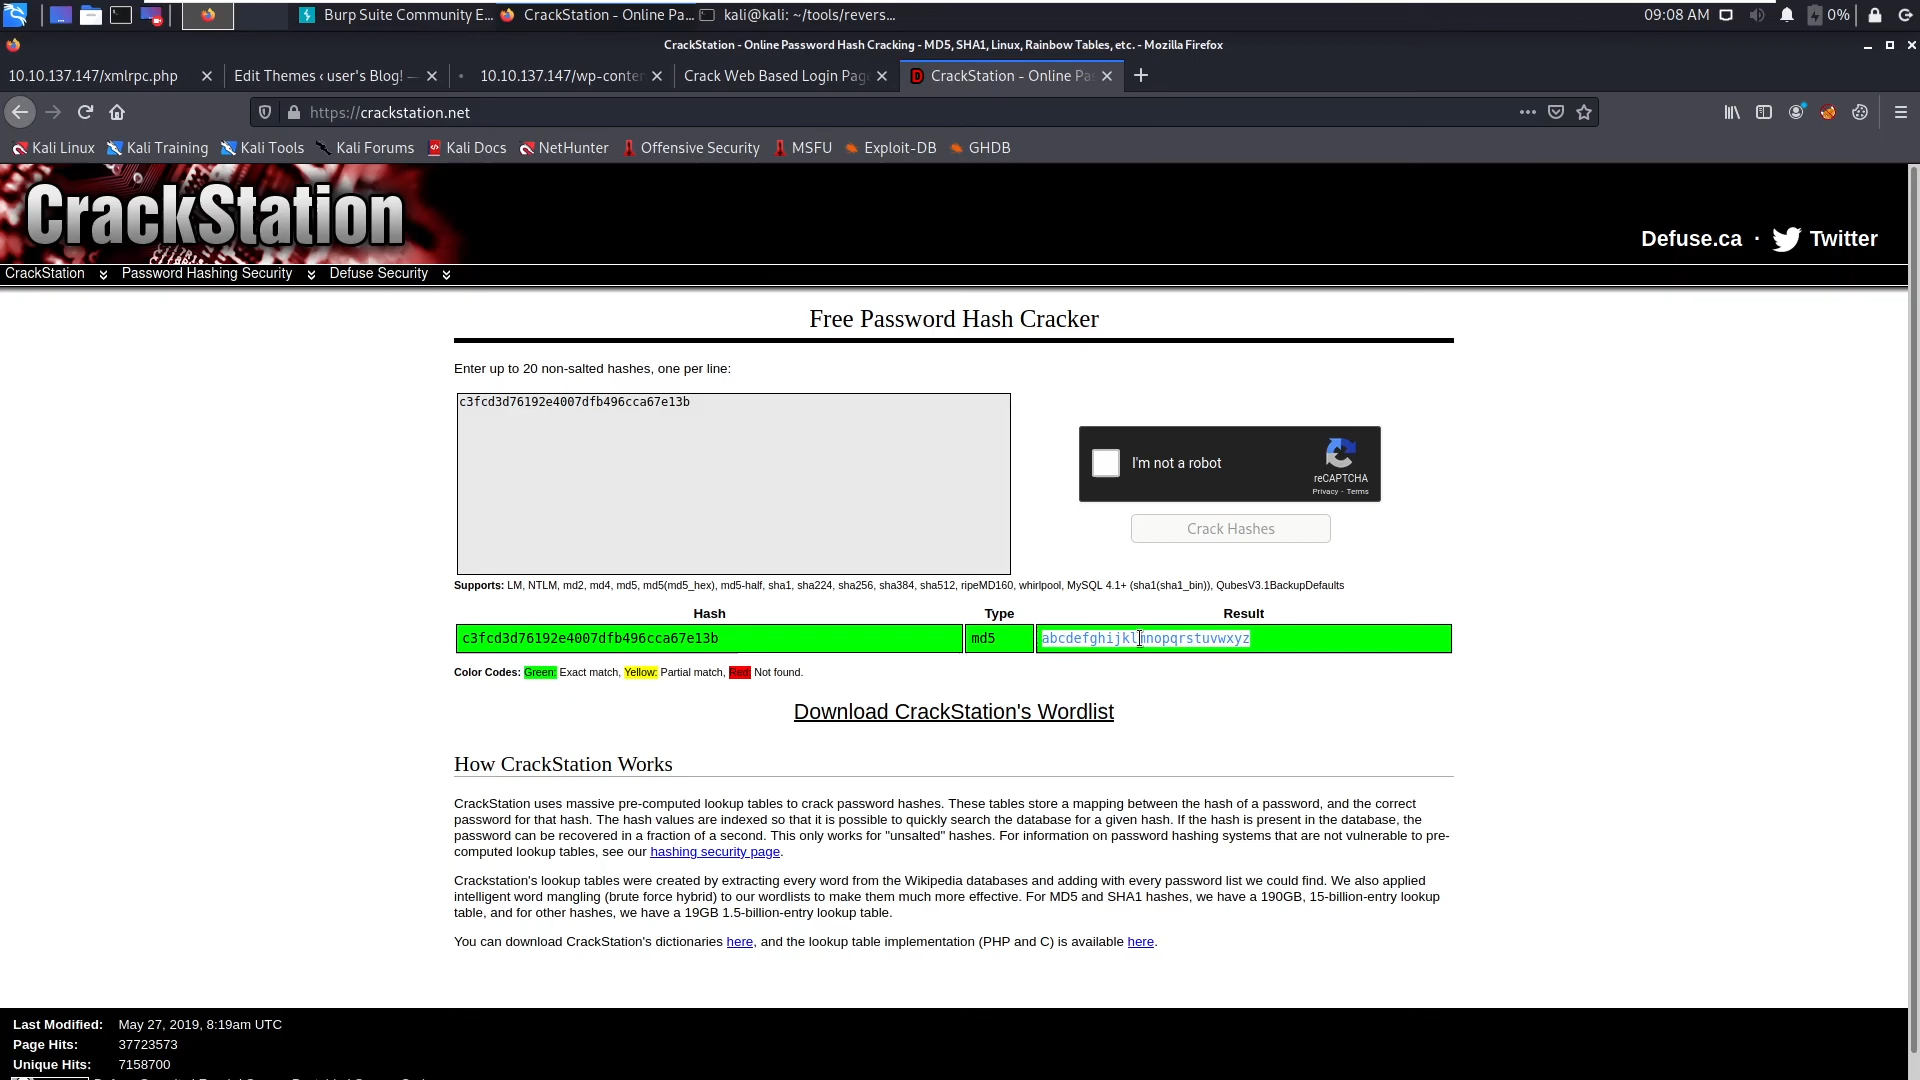 Burp Suite Community E... CrackStation - Online Pa... kali@kali: ~/tools/revers... 09:08 AM 0%
CrackStation - Online Password Hash Cracking - MD5, SHA1, Linux, Rainbow Tables, etc. - Mozilla Firefox
10.10.137.147/xmlrpc.php Edit Themes ‹ user's Blog! — 10.10.137.147/wp-conte Crack Web Based Login Pag CrackStation - Online Pa
https://crackstation.net
Kali Linux Kali Training Kali Tools Kali Forums Kali Docs NetHunter Offensive Security MSFU Exploit-DB GHDB
CrackStation
Defuse.ca · Twitter
CrackStation Password Hashing Security Defuse Security
Free Password Hash Cracker
Enter up to 20 non-salted hashes, one per line:
c3fcd3d76192e4007dfb496cca67e13b
I'm not a robot
reCAPTCHA
Privacy - Terms
Crack Hashes
Supports: LM, NTLM, md2, md4, md5, md5(md5_hex), md5-half, sha1, sha224, sha256, sha384, sha512, ripeMD160, whirlpool, MySQL 4.1+ (sha1(sha1_bin)), QubesV3.1BackupDefaults
Hash Type Result
c3fcd3d76192e4007dfb496cca67e13b md5 abcdefghijklmnopqrstuvwxyz
Color Codes: Green: Exact match, Yellow: Partial match, Red: Not found.
Download CrackStation's Wordlist
How CrackStation Works
CrackStation uses massive pre-computed lookup tables to crack password hashes. These tables store a mapping between the hash of a password, and the correct
password for that hash. The hash values are indexed so that it is possible to quickly search the database for a given hash. If the hash is present in the database, the
password can be recovered in a fraction of a second. This only works for "unsalted" hashes. For information on password hashing systems that are not vulnerable to pre-
computed lookup tables, see our hashing security page.
Crackstation's lookup tables were created by extracting every word from the Wikipedia databases and adding with every password list we could find. We also applied
intelligent word mangling (brute force hybrid) to our wordlists to make them much more effective. For MD5 and SHA1 hashes, we have a 190GB, 15-billion-entry lookup
table, and for other hashes, we have a 19GB 1.5-billion-entry lookup table.
You can download CrackStation's dictionaries here, and the lookup table implementation (PHP and C) is available here.
Last Modified: May 27, 2019, 8:19am UTC
Page Hits: 37723573
Unique Hits: 7158700